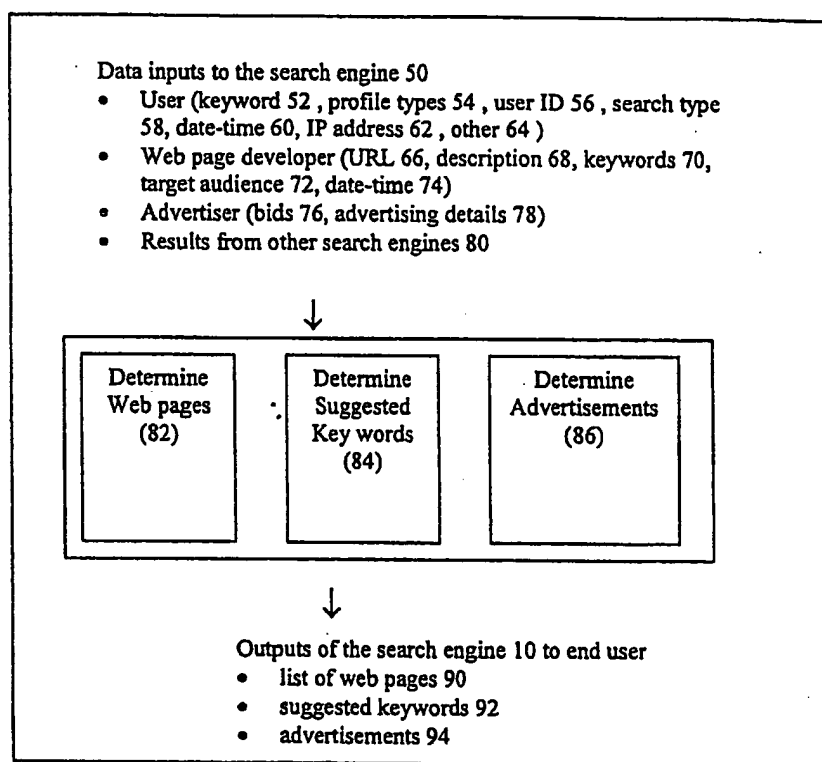 Data inputs to the search engine 50
• User (keyword 52 , profile types 54 , user ID 56 , search type
58, date-time 60, IP address 62 , other 64 )
• Web page developer (URL 66, description 68, keywords 70,
target audience 72, date-time 74)
• Advertiser (bids 76, advertising details 78)
• Results from other search engines 80
↓
Determine
Web pages
(82)
Determine
Suggested
Key words
(84)
Determine
Advertisements
(86)
↓
Outputs of the search engine 10 to end user
• list of web pages 90
• suggested keywords 92
• advertisements 94